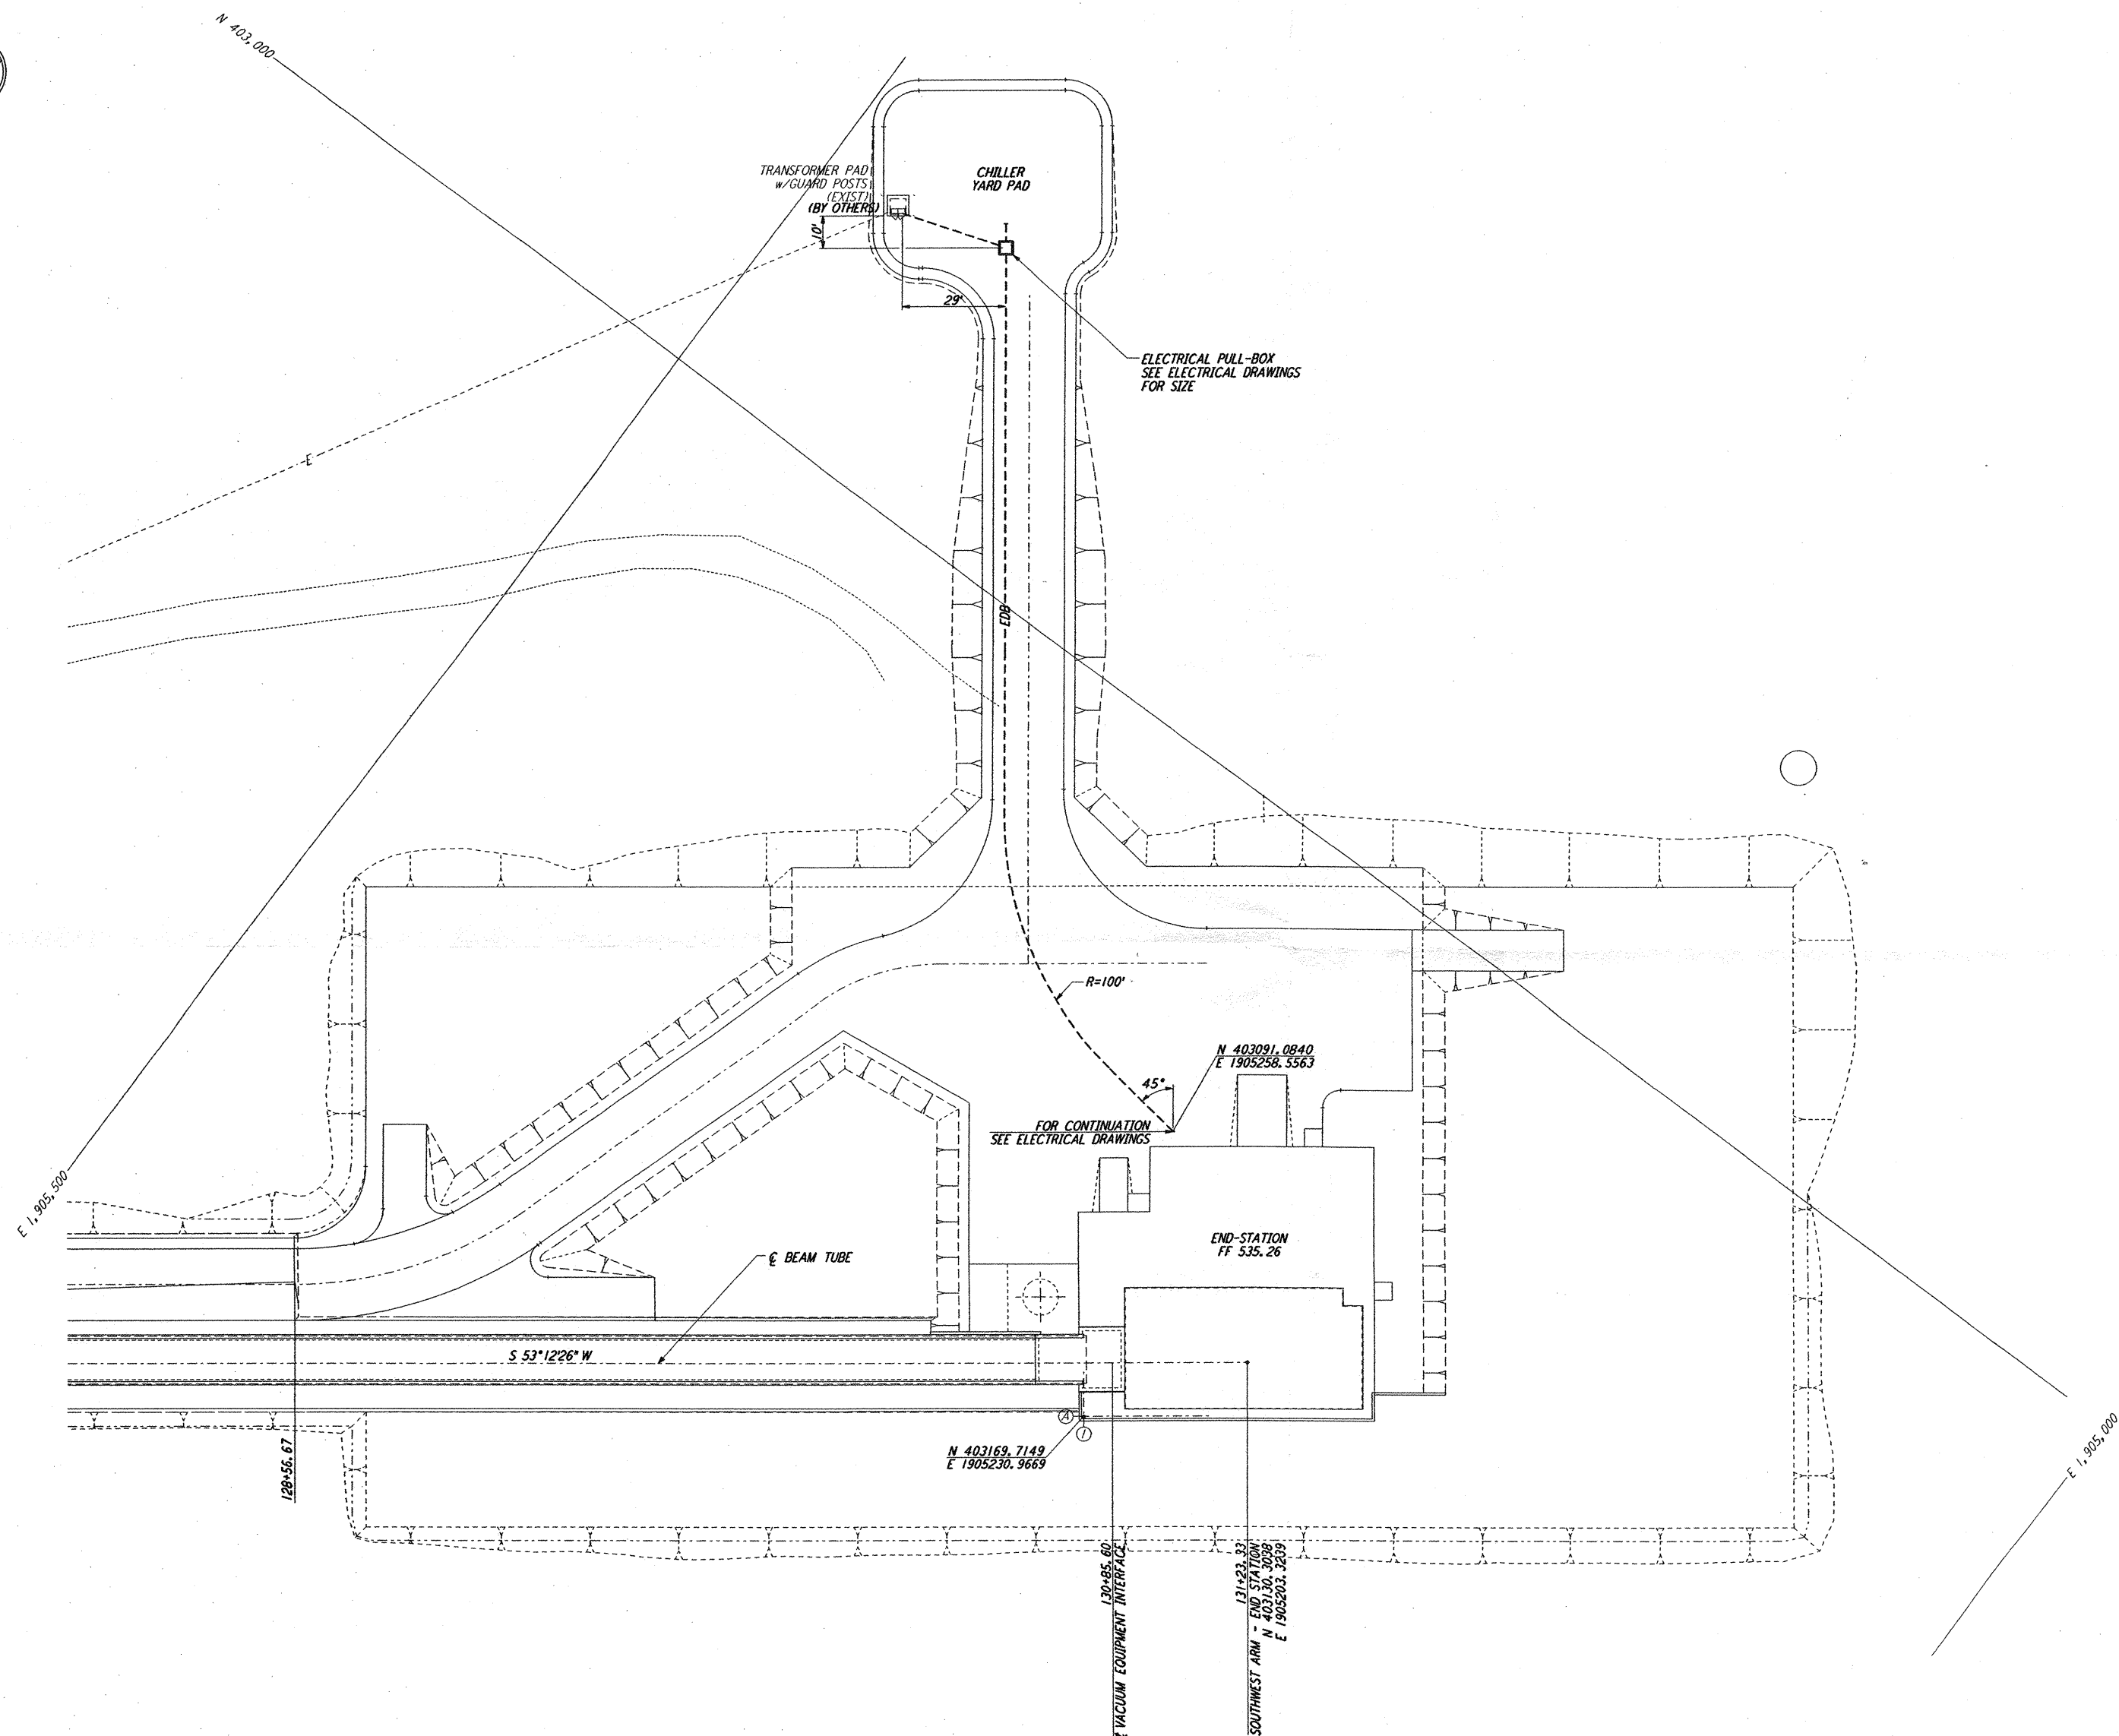 N 403,000
TRANSFORMER PAD
w/GUARD POSTS
(EXIST)
(BY OTHERS)
CHILLER
YARD PAD
10'
29'
ELECTRICAL PULL-BOX
SEE ELECTRICAL DRAWINGS
FOR SIZE
E
EDB
R=100'
N 403091.0840
E 1905258.5563
45°
FOR CONTINUATION
SEE ELECTRICAL DRAWINGS
E 1,905,500
END-STATION
FF 535.26
℄ BEAM TUBE
S 53°12'26" W
A
1
N 403169.7149
E 1905230.9669
128+56.67
130+85.60
VACUUM EQUIPMENT INTERFACE
131+23.33
SOUTHWEST ARM - END STATION
N 403130.3038
E 1905203.3239
E 1,905,000